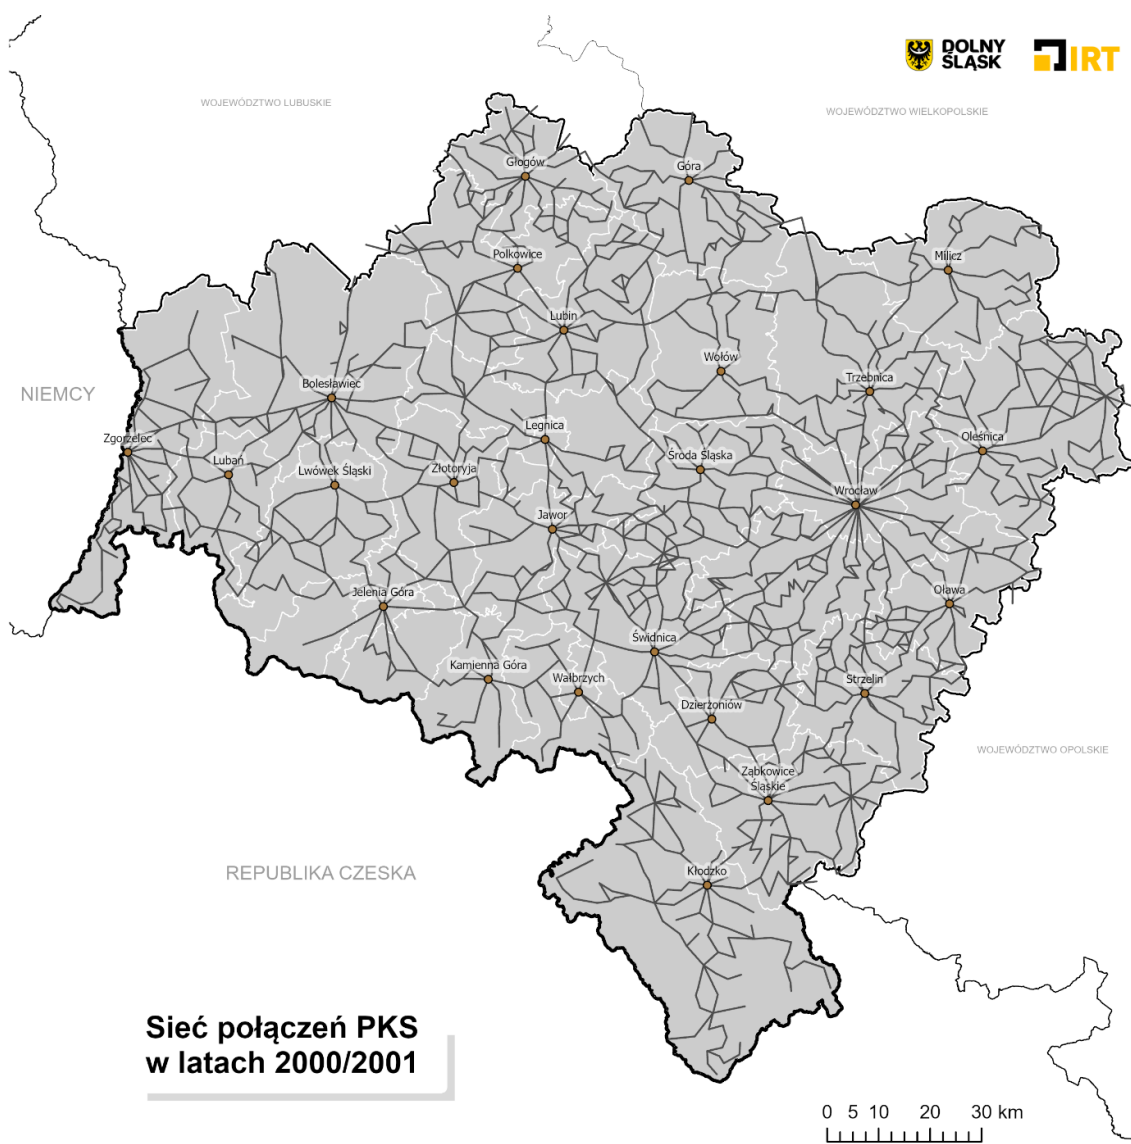 DOLNY
ŚLĄSK
IRT
WOJEWÓDZTWO LUBUSKIE
WOJEWÓDZTWO WIELKOPOLSKIE
Głogów
Góra
Polkowice
Milicz
Lubin
Wołów
Trzebnica
Bolesławiec
NIEMCY
Zgorzelec
Legnica
Oleśnica
Lubań
Lwówek Śląski
Złotoryja
Środa Śląska
Wrocław
Jawor
Jelenia Góra
Oława
Świdnica
Kamienna Góra
Wałbrzych
Strzelin
Dzierżoniów
WOJEWÓDZTWO OPOLSKIE
Ząbkowice
Śląskie
REPUBLIKA CZESKA
Kłodzko
Sieć połączeń PKS
w latach 2000/2001
0 5 10 20 30 km